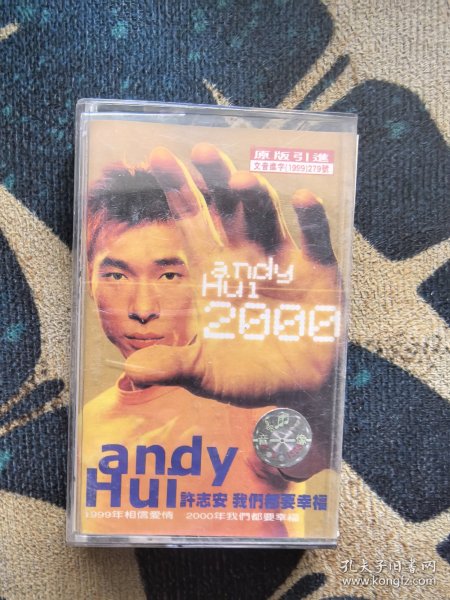 原版引進
文音進字(1999)279號
andy
Hui
2000
andy
Hui
許志安 我們都要幸福
1999年相信愛情 2000年我們都要幸福
孔夫子旧书网
www.kongfz.com